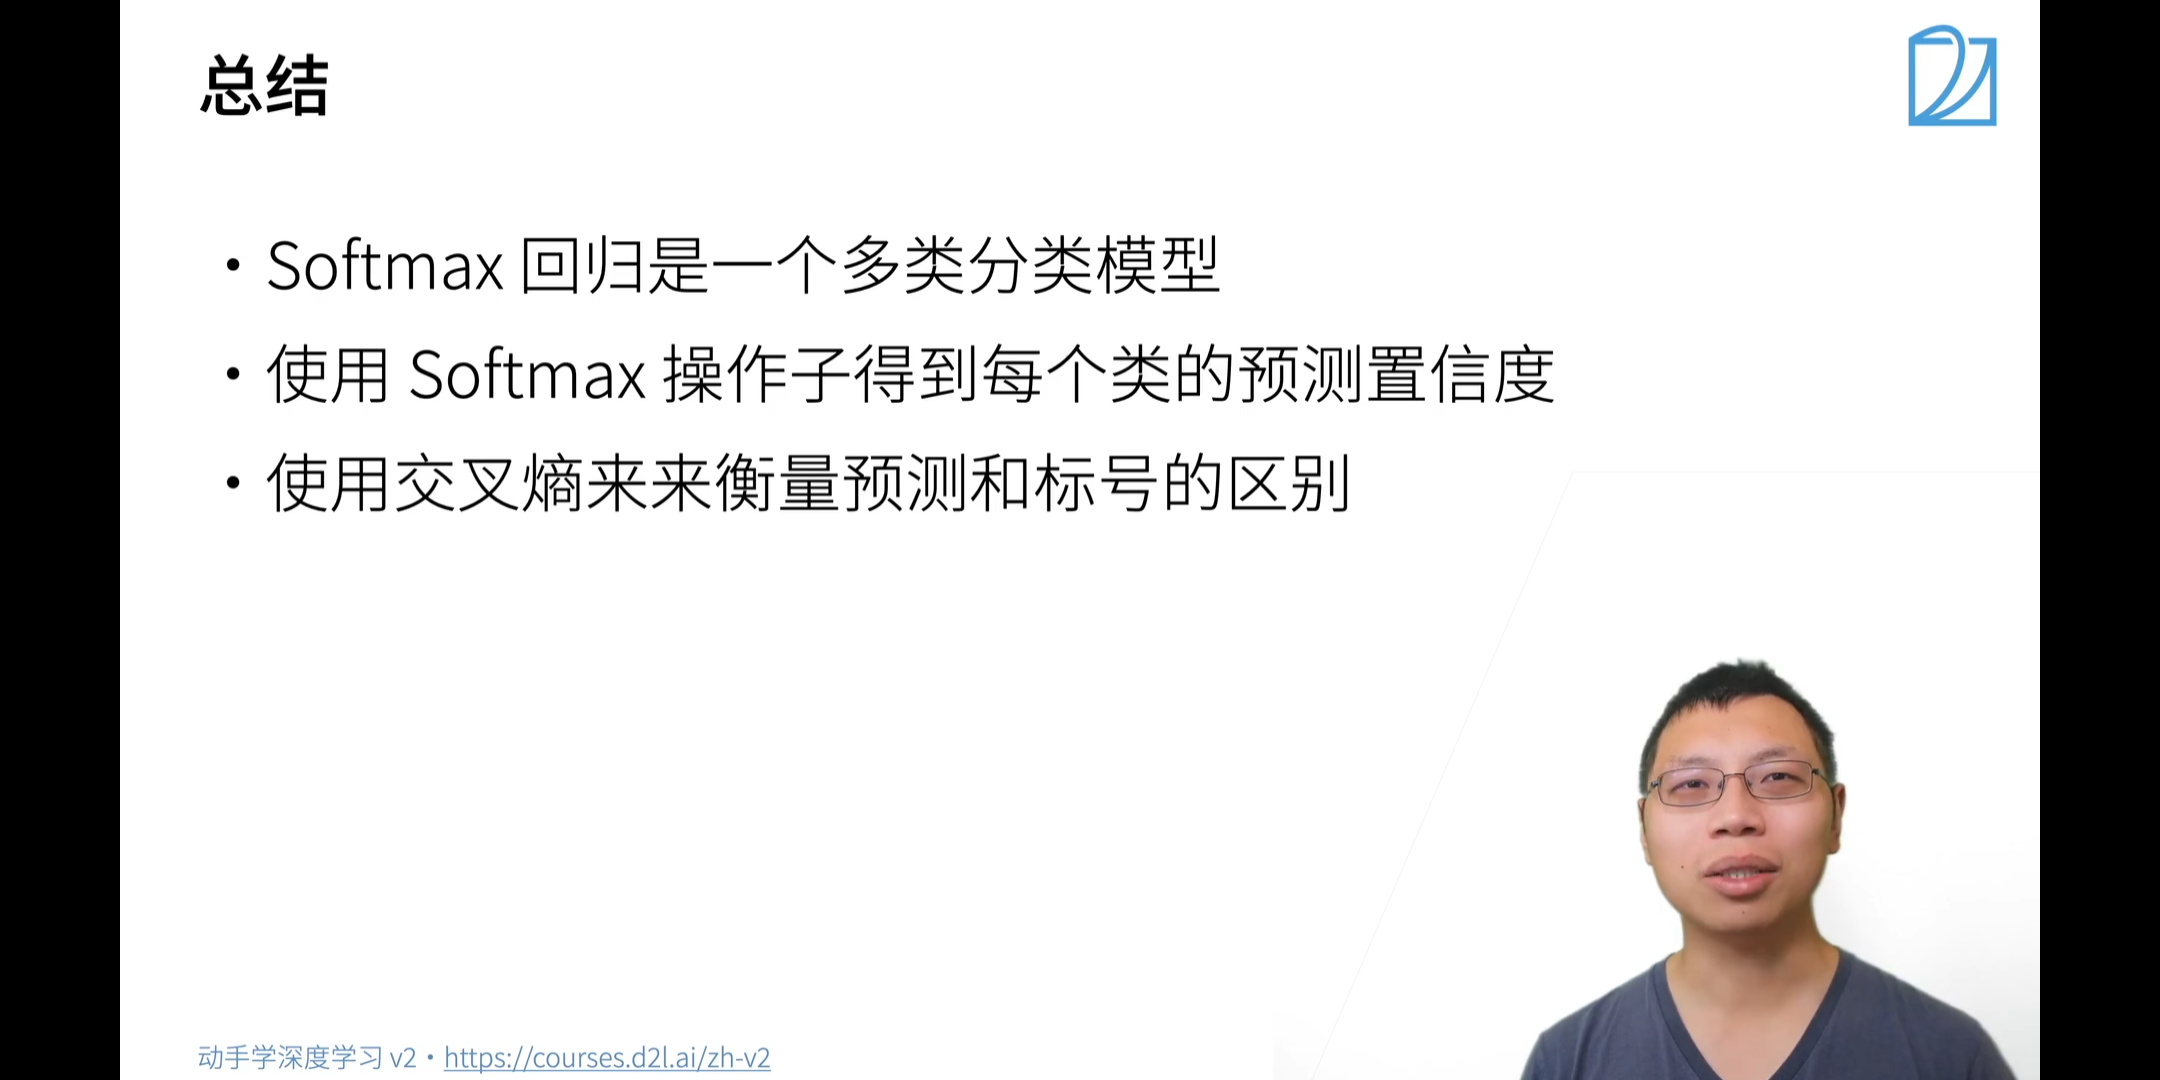 总结
• Softmax 回归是一个多类分类模型
• 使用 Softmax 操作子得到每个类的预测置信度
• 使用交叉熵来来衡量预测和标号的区别
动手学深度学习 v2 • https://courses.d2l.ai/zh-v2